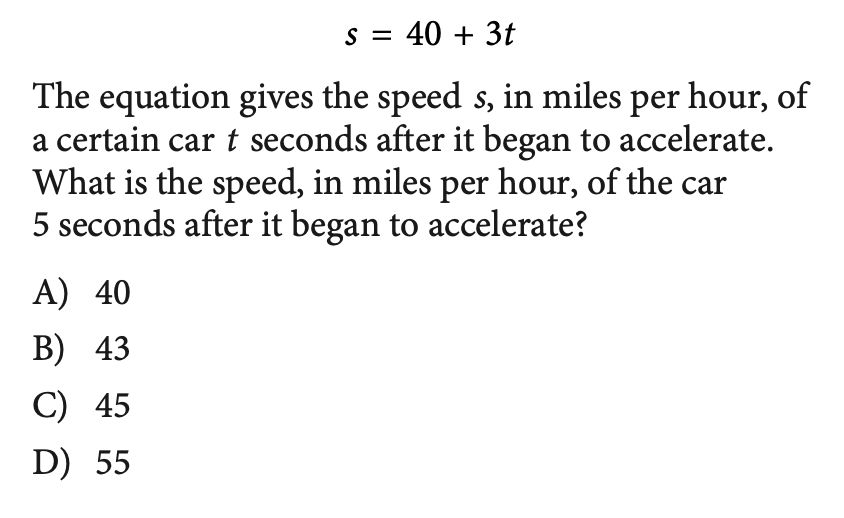 s = 40 + 3t
The equation gives the speed s, in miles per hour, of
a certain car t seconds after it began to accelerate.
What is the speed, in miles per hour, of the car
5 seconds after it began to accelerate?
A) 40
B) 43
C) 45
D) 55